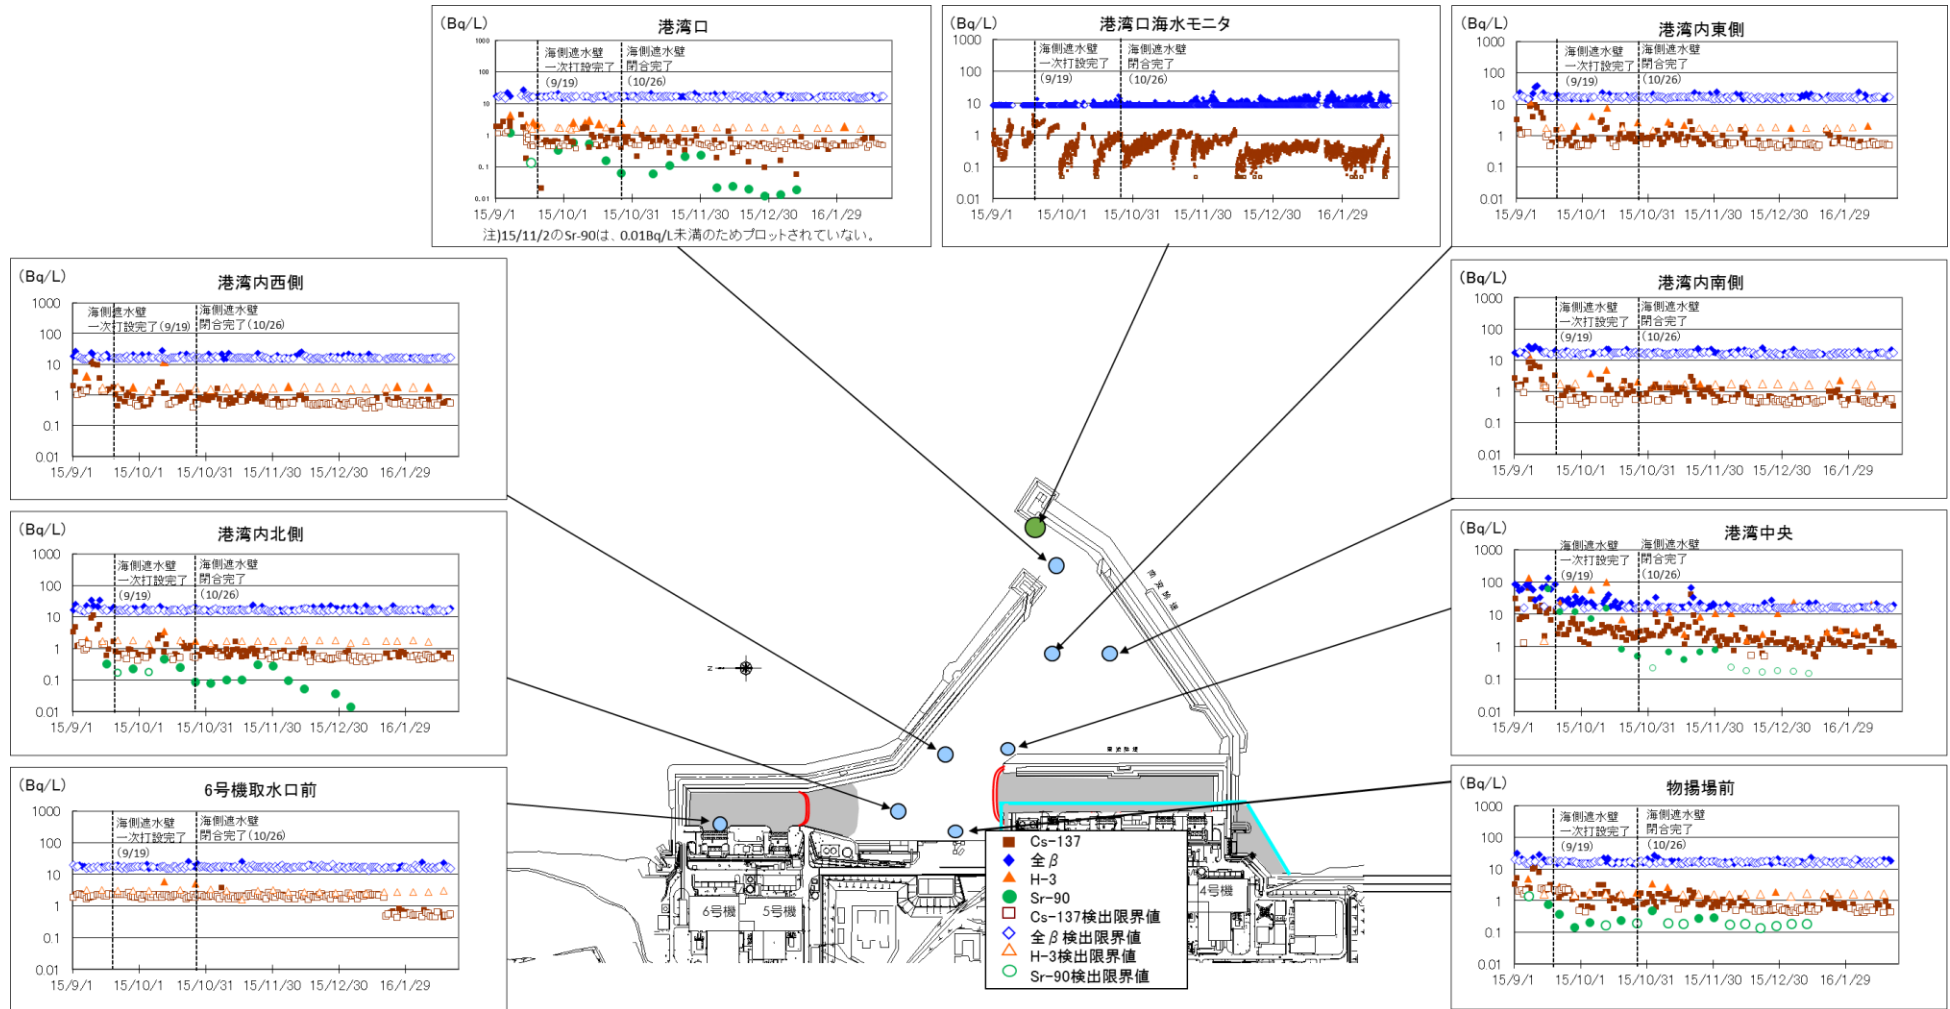 (Bq/L)
港湾口
海側遮水壁
一次打設完了
(9/19)
海側遮水壁
閉合完了
(10/26)
1000
100
10
1
0.1
0.01
15/9/1 15/10/1 15/10/31 15/11/30 15/12/30 16/1/29
注)15/11/2のSr-90は、0.01Bq/L未満のためプロットされていない。
(Bq/L)
港湾口海水モニタ
海側遮水壁
一次打設完了
(9/19)
海側遮水壁
閉合完了
(10/26)
1000
100
10
1
0.1
0.01
15/9/1 15/10/1 15/10/31 15/11/30 15/12/30 16/1/29
(Bq/L)
港湾内東側
海側遮水壁
一次打設完了
(9/19)
海側遮水壁
閉合完了
(10/26)
1000
100
10
1
0.1
0.01
15/9/1 15/10/1 15/10/31 15/11/30 15/12/30 16/1/29
(Bq/L)
港湾内西側
海側遮水壁
一次打設完了(9/19)
海側遮水壁
閉合完了(10/26)
1000
100
10
1
0.1
0.01
15/9/1 15/10/1 15/10/31 15/11/30 15/12/30 16/1/29
(Bq/L)
港湾内南側
海側遮水壁
一次打設完了
(9/19)
海側遮水壁
閉合完了
(10/26)
1000
100
10
1
0.1
0.01
15/9/1 15/10/1 15/10/31 15/11/30 15/12/30 16/1/29
(Bq/L)
港湾内北側
海側遮水壁
一次打設完了
(9/19)
海側遮水壁
閉合完了
(10/26)
1000
100
10
1
0.1
0.01
15/9/1 15/10/1 15/10/31 15/11/30 15/12/30 16/1/29
(Bq/L)
港湾中央
海側遮水壁
一次打設完了
(9/19)
海側遮水壁
閉合完了
(10/26)
1000
100
10
1
0.1
0.01
15/9/1 15/10/1 15/10/31 15/11/30 15/12/30 16/1/29
(Bq/L)
6号機取水口前
海側遮水壁
一次打設完了
(9/19)
海側遮水壁
閉合完了(10/26)
1000
100
10
1
0.1
0.01
15/9/1 15/10/1 15/10/31 15/11/30 15/12/30 16/1/29
(Bq/L)
物揚場前
海側遮水壁
一次打設完了
(9/19)
海側遮水壁
閉合完了
(10/26)
1000
100
10
1
0.1
0.01
15/9/1 15/10/1 15/10/31 15/11/30 15/12/30 16/1/29
N
6号機
5号機
4号機
Cs-137
全β
H-3
Sr-90
Cs-137検出限界値
全β検出限界値
H-3検出限界値
Sr-90検出限界値